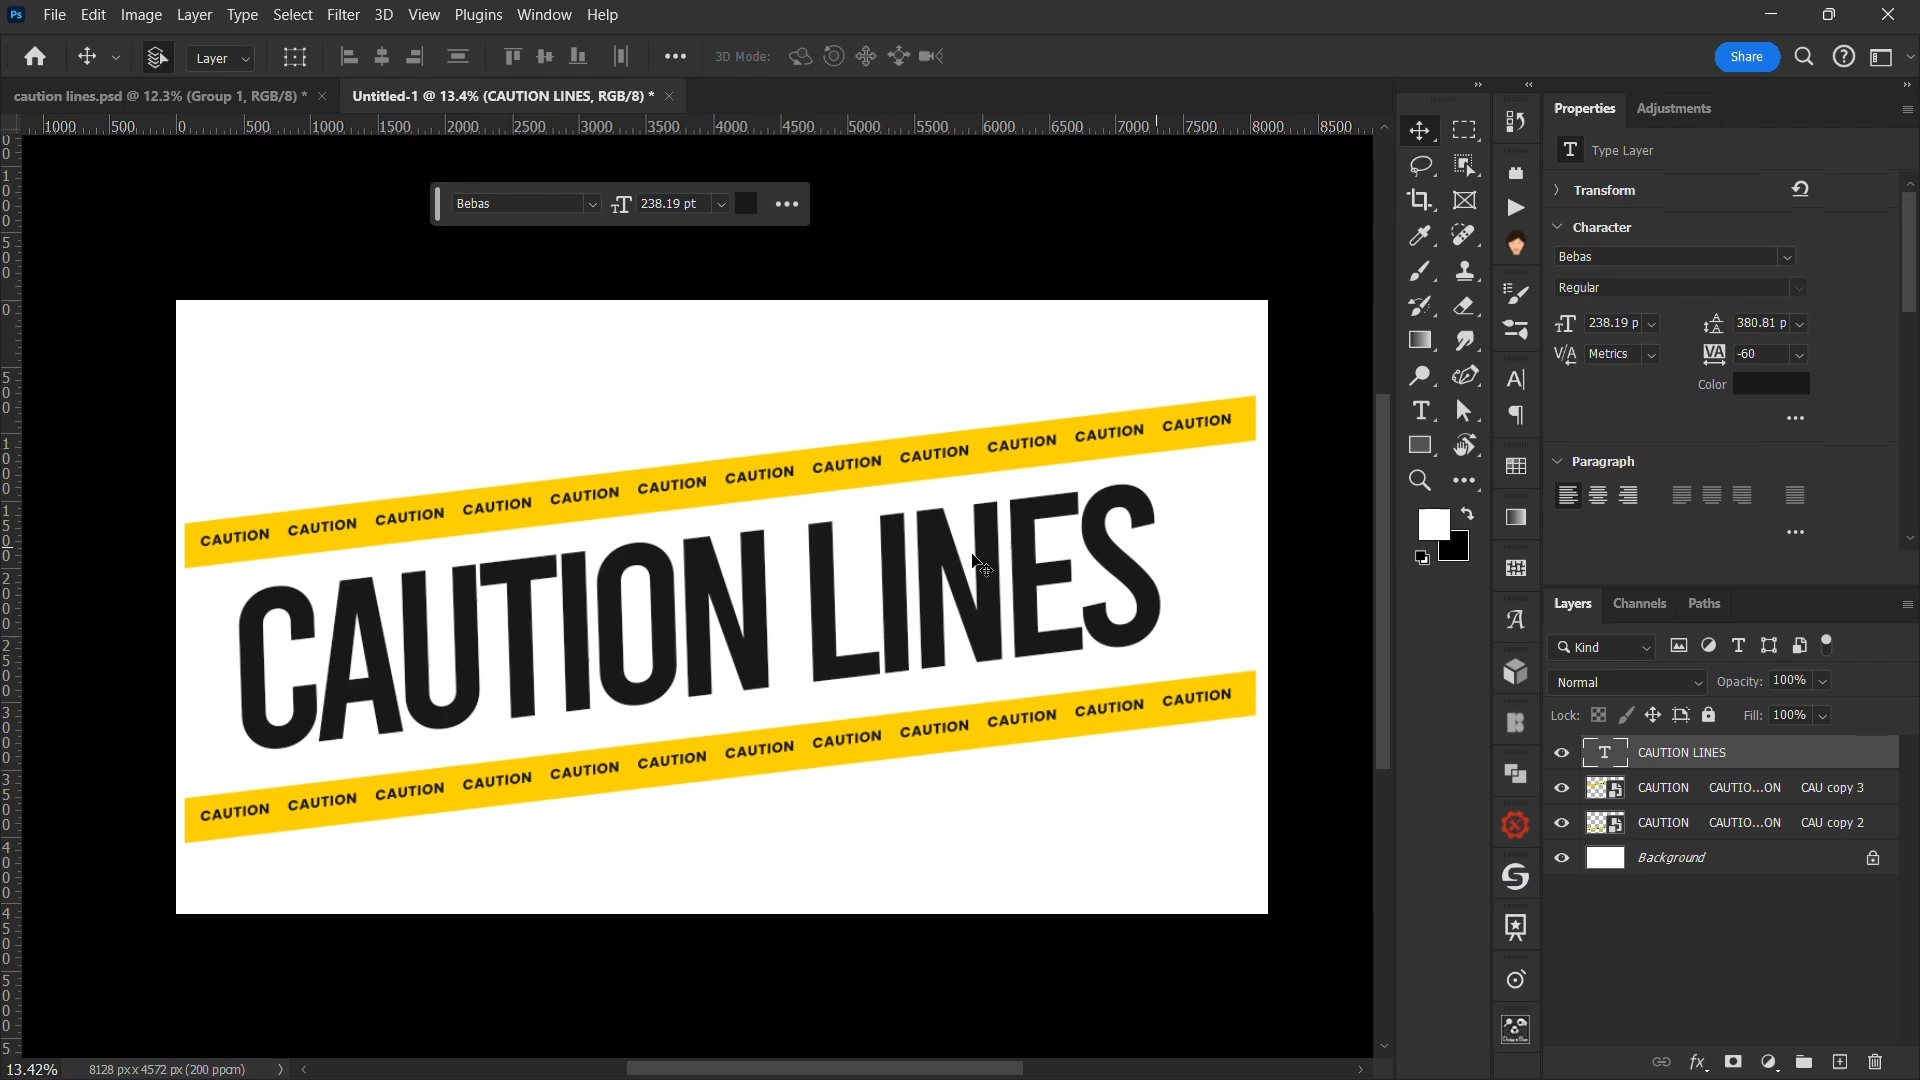 Ps File Edit Image Layer Type Select Filter 3D View Plugins Window Help
Layer 3D Mode: Share
caution lines.psd @ 12.3% (Group 1, RGB/8) * Untitled-1 @ 13.4% (CAUTION LINES, RGB/8) *
1000 500 0 500 1000 1500 2000 2500 3000 3500 4000 4500 5000 5500 6000 6500 7000 7500 8000 8500
Bebas 238.19 pt
CAUTION CAUTION CAUTION CAUTION CAUTION CAUTION CAUTION CAUTION CAUTION CAUTION CAUTION CAUTION
CAUTION LINES
CAUTION CAUTION CAUTION CAUTION CAUTION CAUTION CAUTION CAUTION CAUTION CAUTION CAUTION CAUTION
13.42% 8128 px x 4572 px (200 ppcm)
Properties Adjustments
T Type Layer
Transform
Character
Bebas
Regular
238.19 p 380.81 p
Metrics -60
Color
Paragraph
Layers Channels Paths
Kind
Normal Opacity: 100%
Lock: Fill: 100%
T CAUTION LINES
CAUTION CAUTIO...ON CAU copy 3
CAUTION CAUTIO...ON CAU copy 2
Background